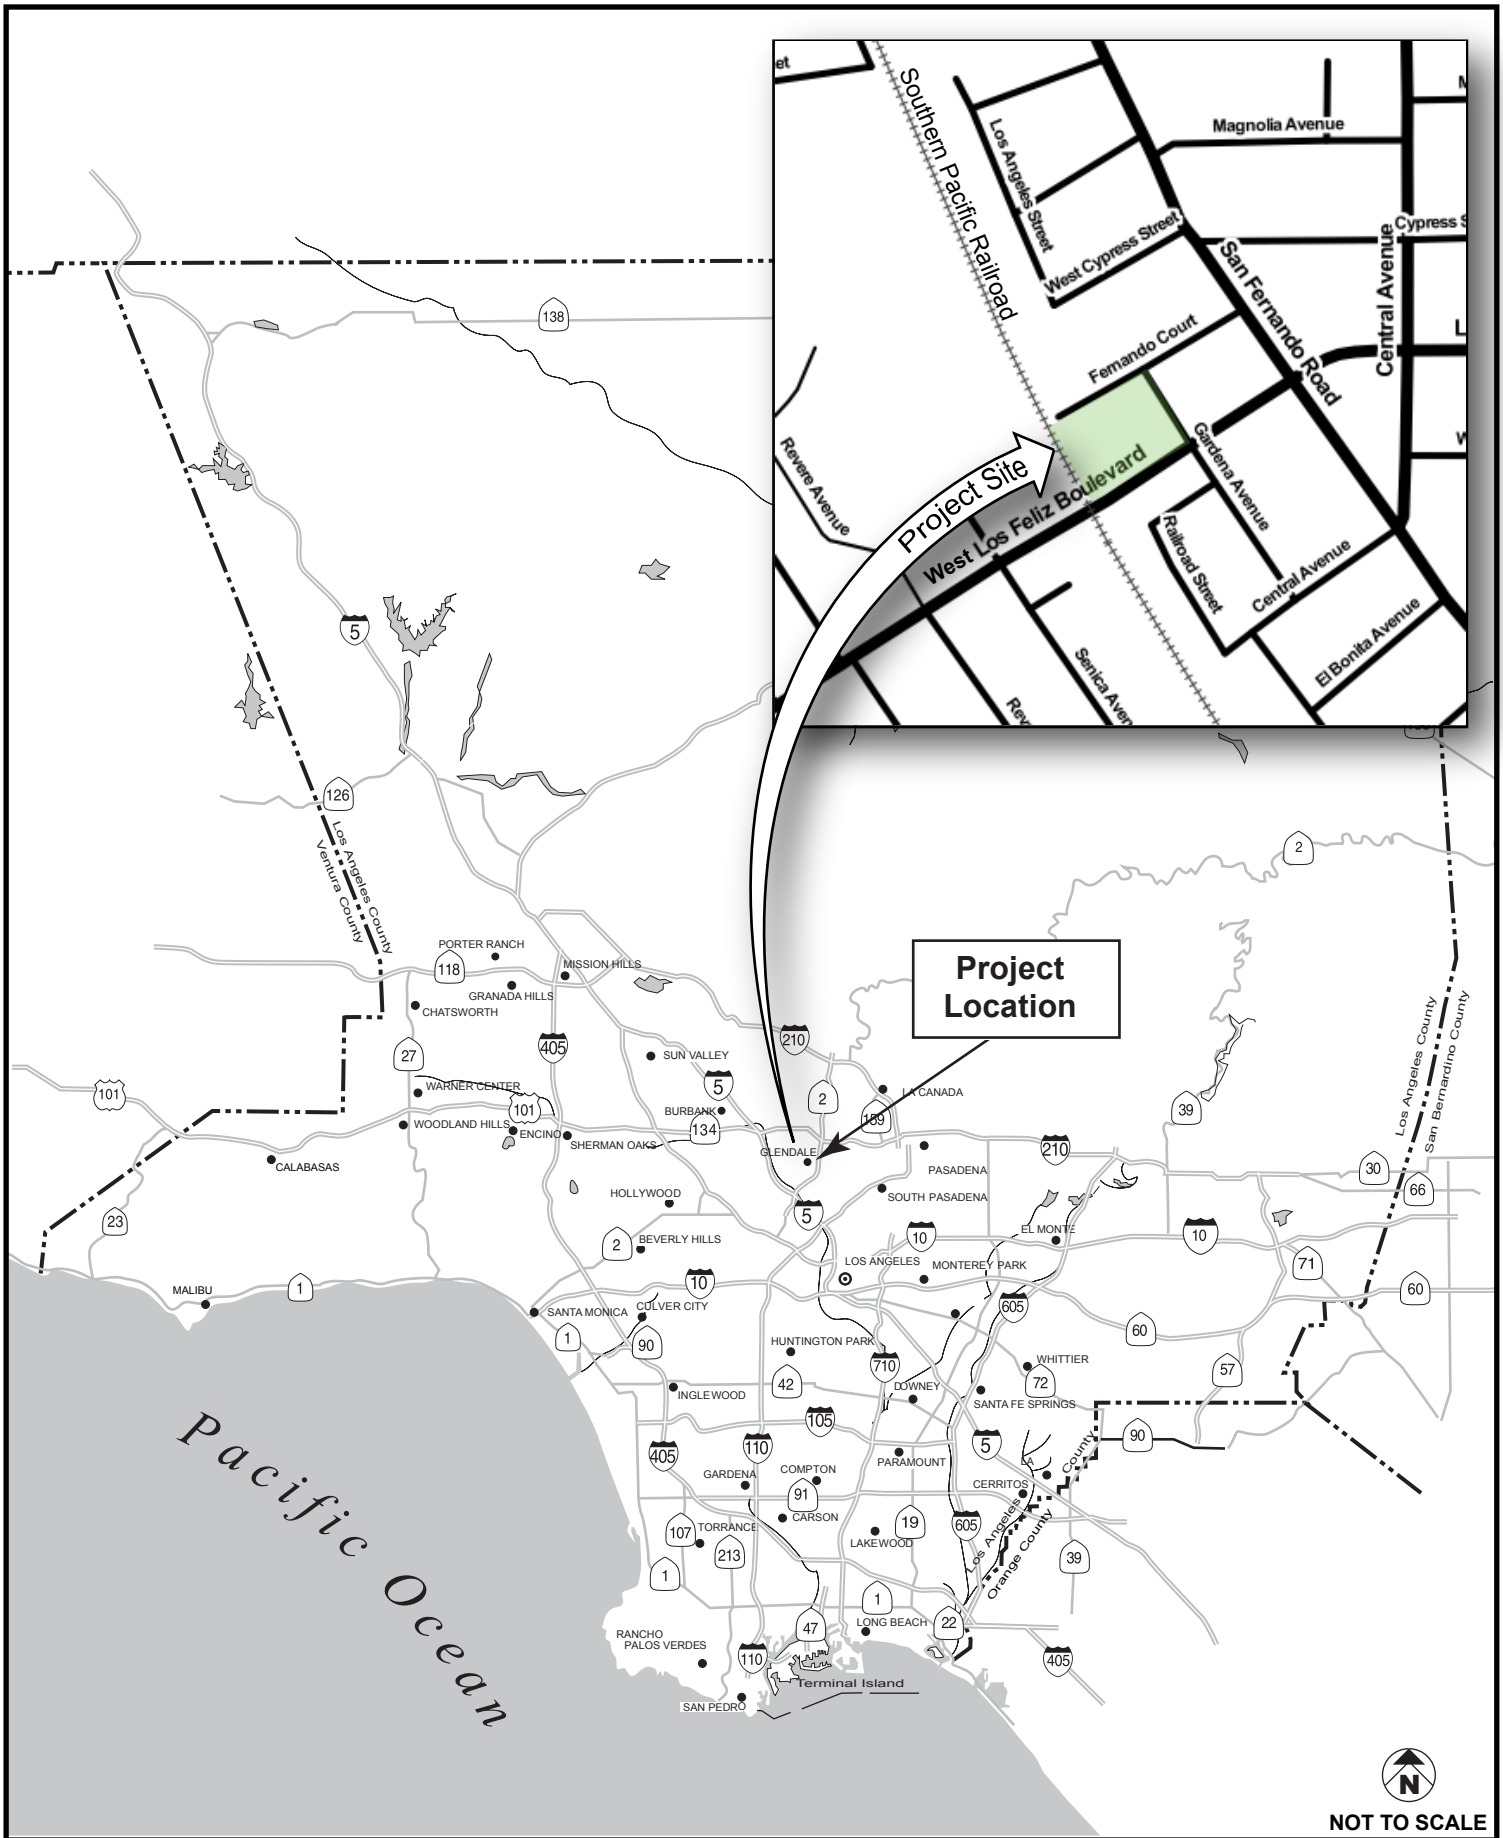 et
Southern Pacific Railroad
Los Angeles Street
Magnolia Avenue
West Cypress Street
Cypress S
Central Avenue
San Fernando Road
L
Fernando Court
Revere Avenue
Project Site
West Los Feliz Boulevard
Gardena Avenue
Railroad Street
Central Avenue
El Bonita Avenue
Senica Aven
Rev
138
5
126
Los Angeles County
Ventura County
2
PORTER RANCH
118
MISSION HILLS
GRANADA HILLS
CHATSWORTH
Project
Location
27
405
210
SUN VALLEY
5
2
LA CANADA
159
39
Los Angeles County
San Bernardino County
101
WARNER CENTER
101
BURBANK
134
WOODLAND HILLS
ENCINO
SHERMAN OAKS
GLENDALE
CALABASAS
PASADENA
210
30
66
SOUTH PASADENA
HOLLYWOOD
23
5
2
BEVERLY HILLS
10
EL MONTE
10
LOS ANGELES
MONTEREY PARK
71
MALIBU
1
10
60
SANTA MONICA
CULVER CITY
605
1
90
60
HUNTINGTON PARK
710
WHITTIER
72
57
INGLEWOOD
42
DOWNEY
SANTA FE SPRINGS
105
405
110
5
90
PARAMOUNT
LA
County
GARDENA
COMPTON
91
CERRITOS
CARSON
107
TORRANCE
213
19
605
LAKEWOOD
Los Angeles
Orange County
39
1
1
47
LONG BEACH
22
RANCHO
PALOS VERDES
110
405
Terminal Island
SAN PEDRO
Pacific Ocean
N
NOT TO SCALE